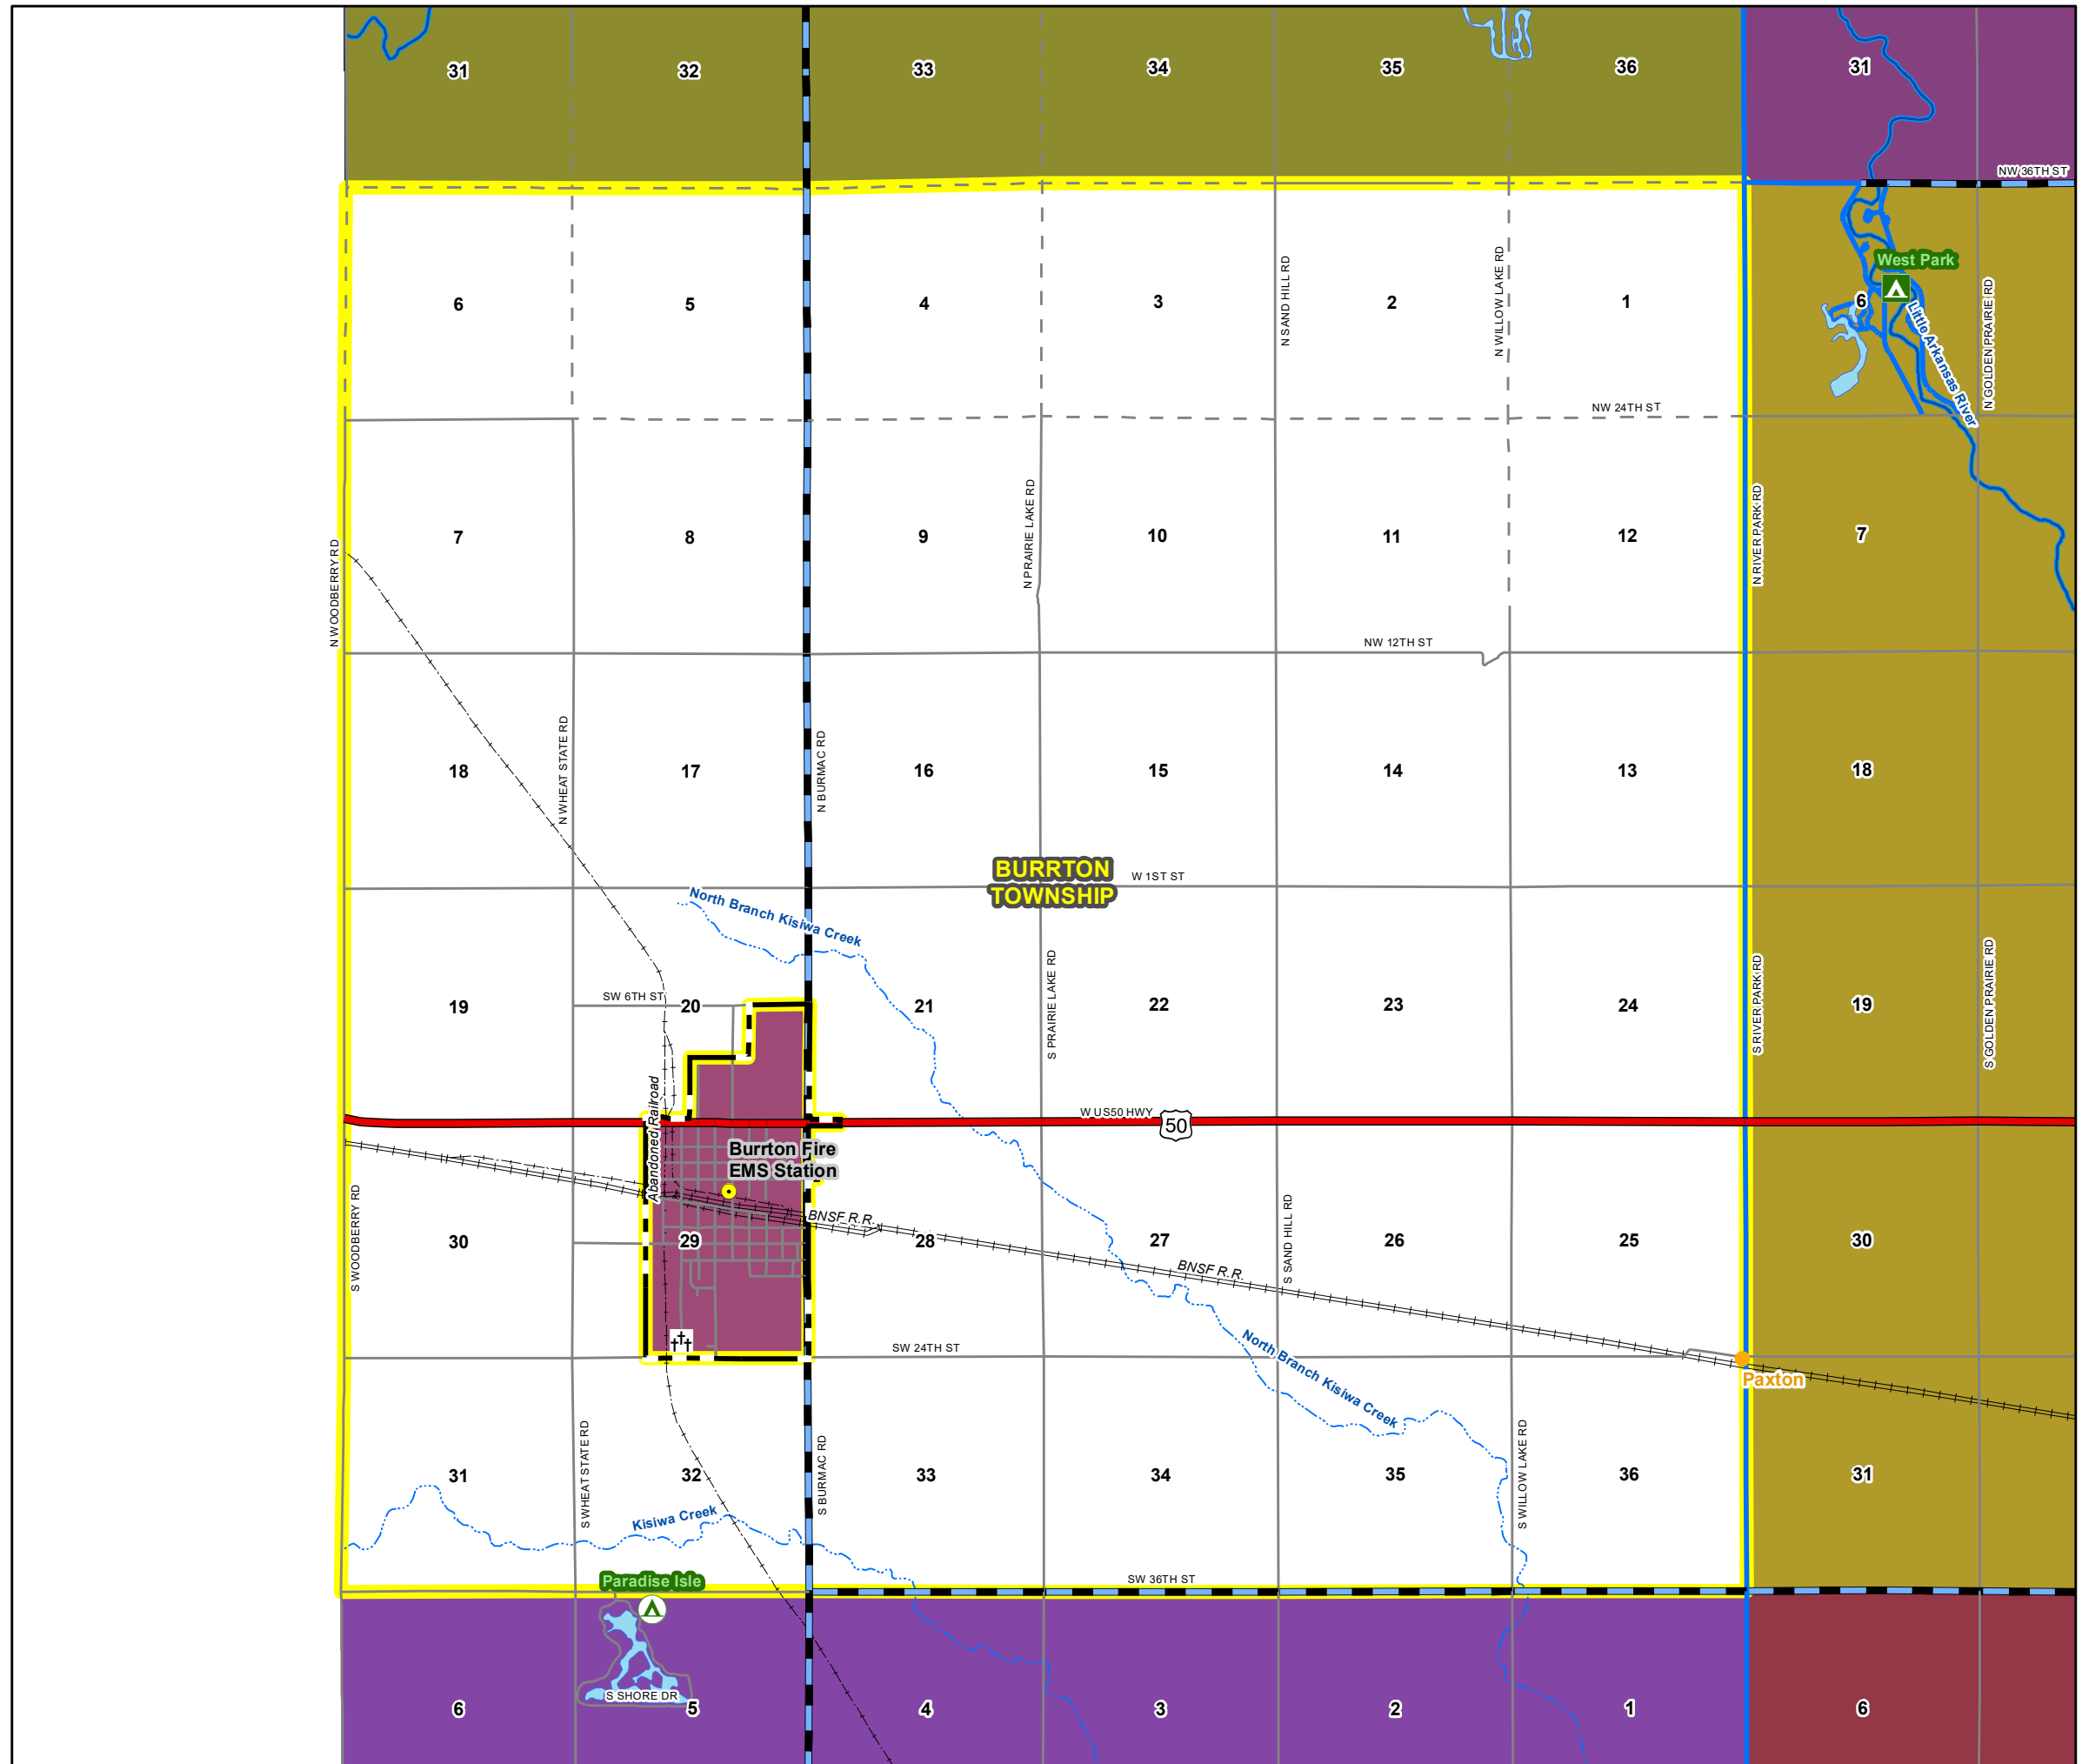 31
32
33
34
35
36
31
NW 36TH ST
6
5
4
3
2
1
6
West Park
Little Arkansas River
N SAND HILL RD
N WILLOW LAKE RD
N GOLDEN PRAIRIE RD
NW 24TH ST
7
8
9
10
11
12
7
N WOODBERRY RD
N PRAIRIE LAKE RD
N RIVER PARK RD
NW 12TH ST
18
17
16
15
14
13
18
N WHEAT STATE RD
N BURMAC RD
BURRTON
TOWNSHIP
W 1ST ST
North Branch Kisiwa Creek
SW 6TH ST
19
20
21
22
23
24
19
S PRAIRIE LAKE RD
S RIVER PARK RD
S GOLDEN PRAIRIE RD
Abandoned Railroad
W US50 HWY
50
Burrton Fire
EMS Station
BNSF R.R.
S WOODBERRY RD
30
29
28
27
26
25
30
S SAND HILL RD
BNSF R.R.
North Branch Kisiwa Creek
SW 24TH ST
Paxton
31
32
33
34
35
36
31
S WHEAT STATE RD
S BURMAC RD
S WILLOW LAKE RD
Kisiwa Creek
Paradise Isle
SW 36TH ST
S SHORE DR
6
5
4
3
2
1
6